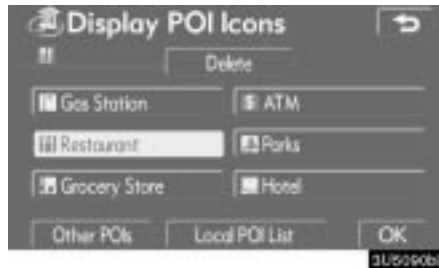 Display POI Icons
Delete
Gas Station
$ ATM
Restaurant
Parks
Grocery Store
Hotel
Other POIs
Local POI List
OK
3U5090b